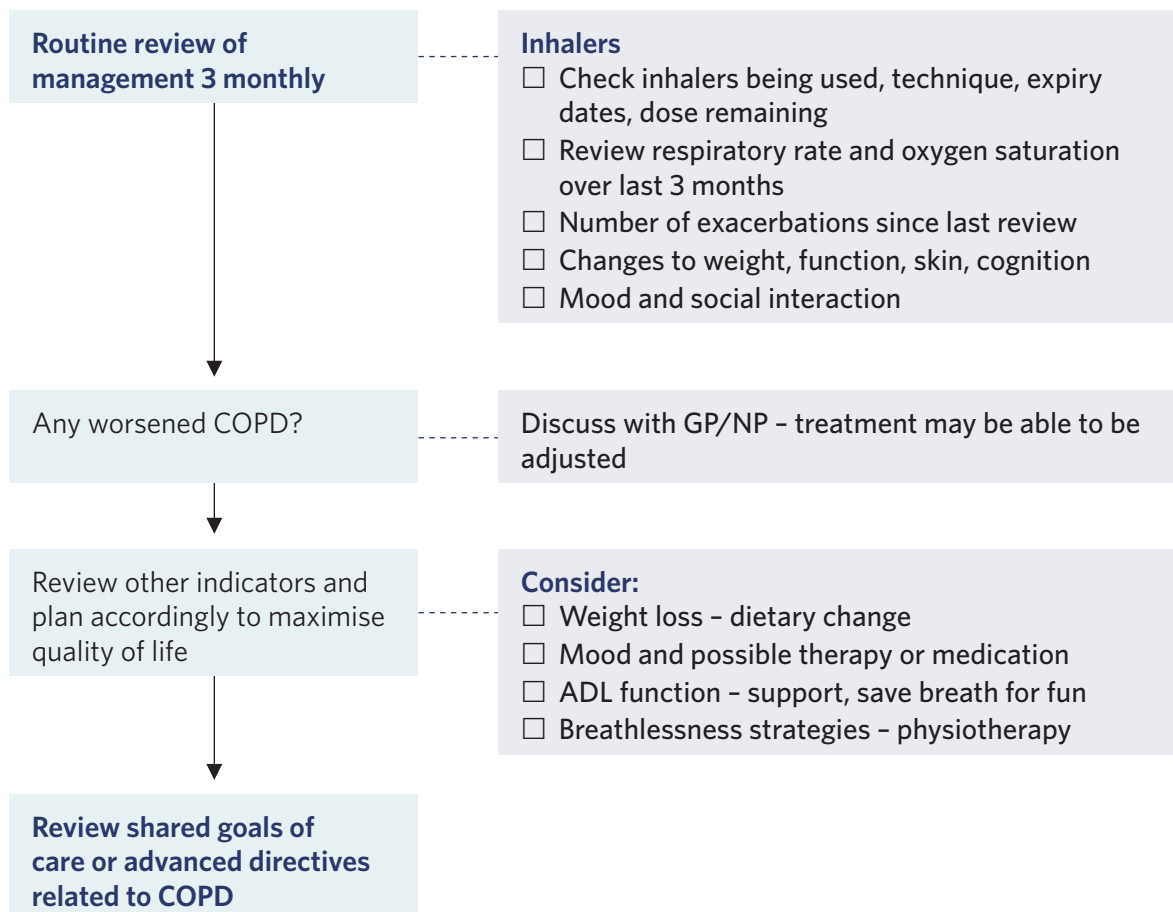 Routine review of
management 3 monthly
Inhalers
☐ Check inhalers being used, technique, expiry
dates, dose remaining
☐ Review respiratory rate and oxygen saturation
over last 3 months
☐ Number of exacerbations since last review
☐ Changes to weight, function, skin, cognition
☐ Mood and social interaction
Any worsened COPD?
Discuss with GP/NP – treatment may be able to be
adjusted
Review other indicators and
plan accordingly to maximise
quality of life
Consider:
☐ Weight loss – dietary change
☐ Mood and possible therapy or medication
☐ ADL function – support, save breath for fun
☐ Breathlessness strategies – physiotherapy
Review shared goals of
care or advanced directives
related to COPD